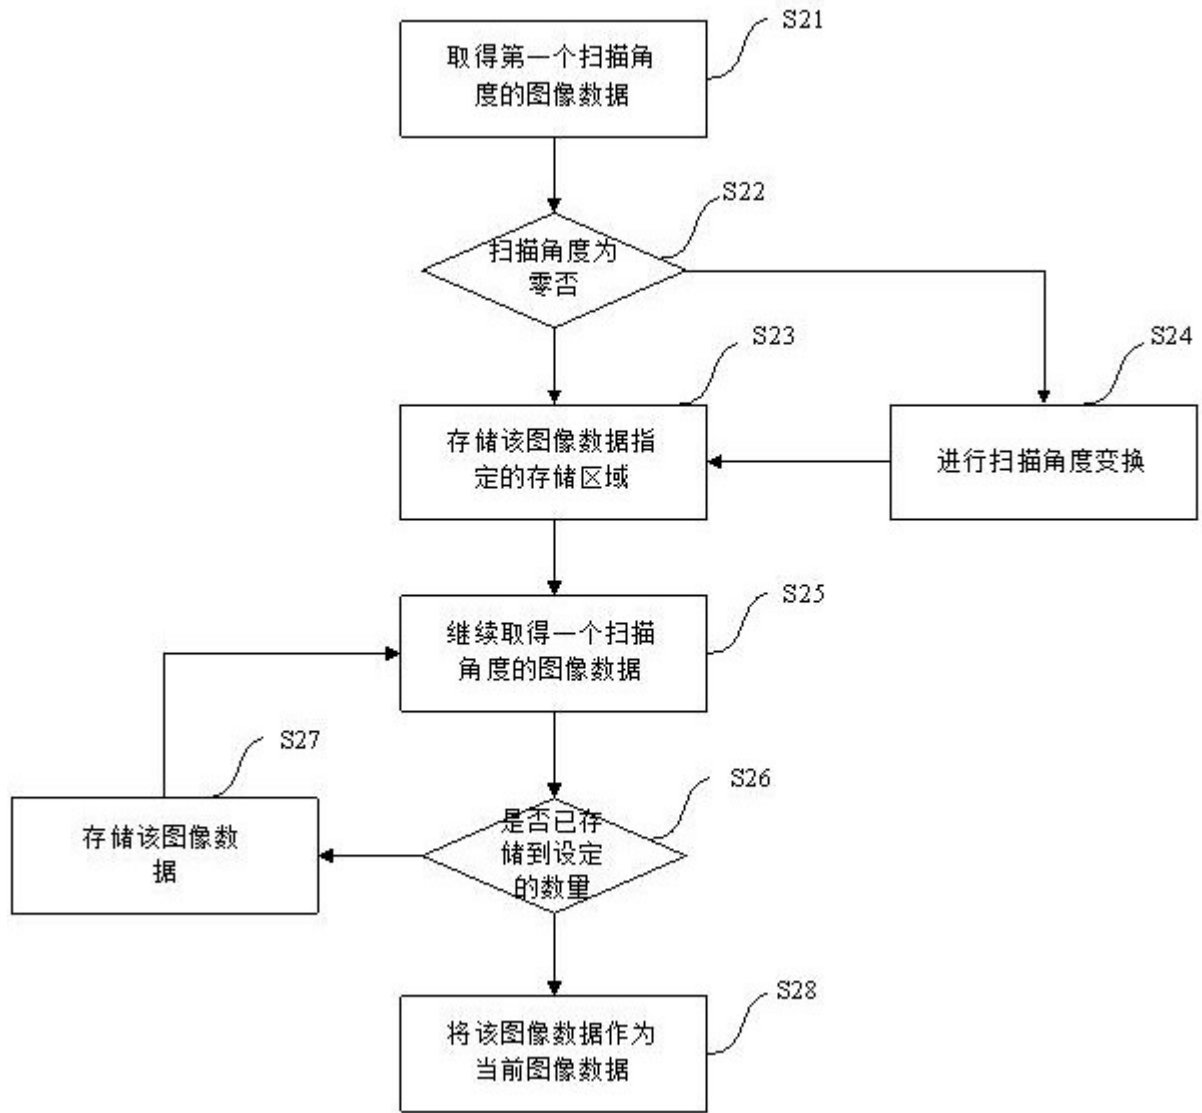 S21
取得第一个扫描角
度的图像数据
S22
扫描角度为
零否
S23
S24
存储该图像数据指
定的存储区域
进行扫描角度变换
S25
继续取得一个扫描
角度的图像数据
S27
S26
存储该图像数
据
是否已存
储到设定
的数量
S28
将该图像数据作为
当前图像数据